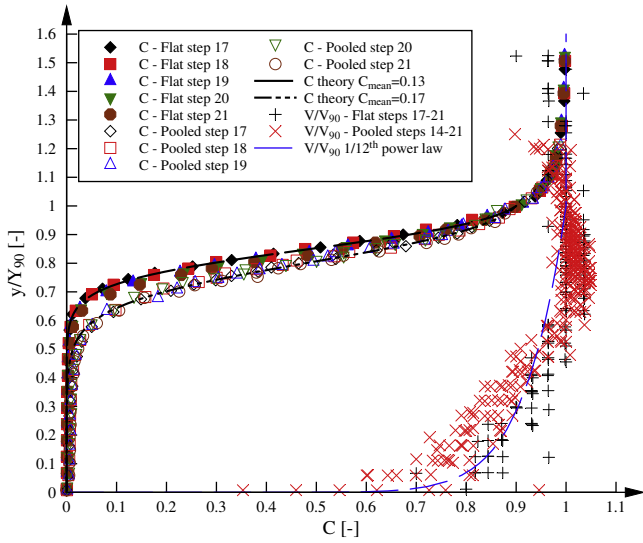 y/Y90 [-]
1.6
1.5
1.4
1.3
1.2
1.1
1
0.9
0.8
0.7
0.6
0.5
0.4
0.3
0.2
0.1
0
C - Flat step 17
C - Flat step 18
C - Flat step 19
C - Flat step 20
C - Flat step 21
C - Pooled step 17
C - Pooled step 18
C - Pooled step 19
C - Pooled step 20
C - Pooled step 21
C theory Cmean=0.13
C theory Cmean=0.17
V/V90 - Flat steps 17-21
V/V90 - Pooled steps 14-21
V/V90 1/12th power law
0 0.1 0.2 0.3 0.4 0.5 0.6 0.7 0.8 0.9 1 1.1
C [-]